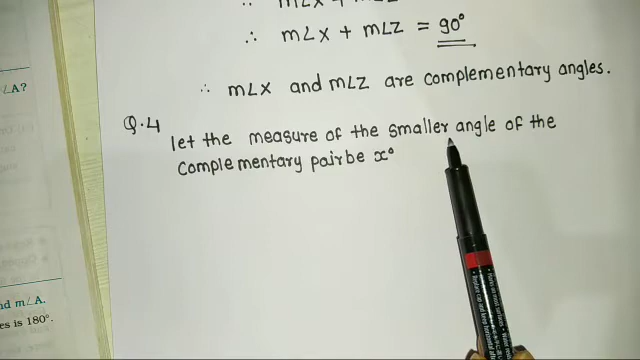 ∴ m∠X + m∠Z = 90°
∴ m∠X and m∠Z are complementary angles.
Q.4
let the measure of the smaller angle of the
complementary pair be x°
∠A?
nd m∠A.
es is 180°.